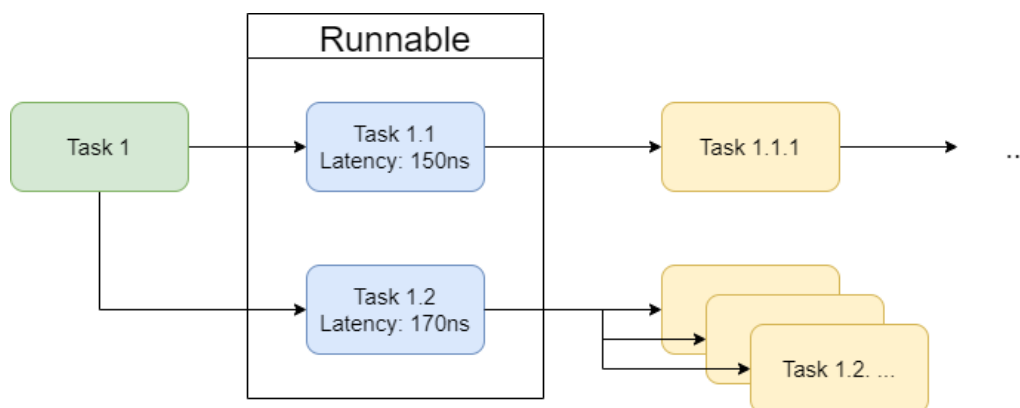 Runnable
Task 1
Task 1.1
Latency: 150ns
Task 1.1.1
..
Task 1.2
Latency: 170ns
Task 1.2. ...